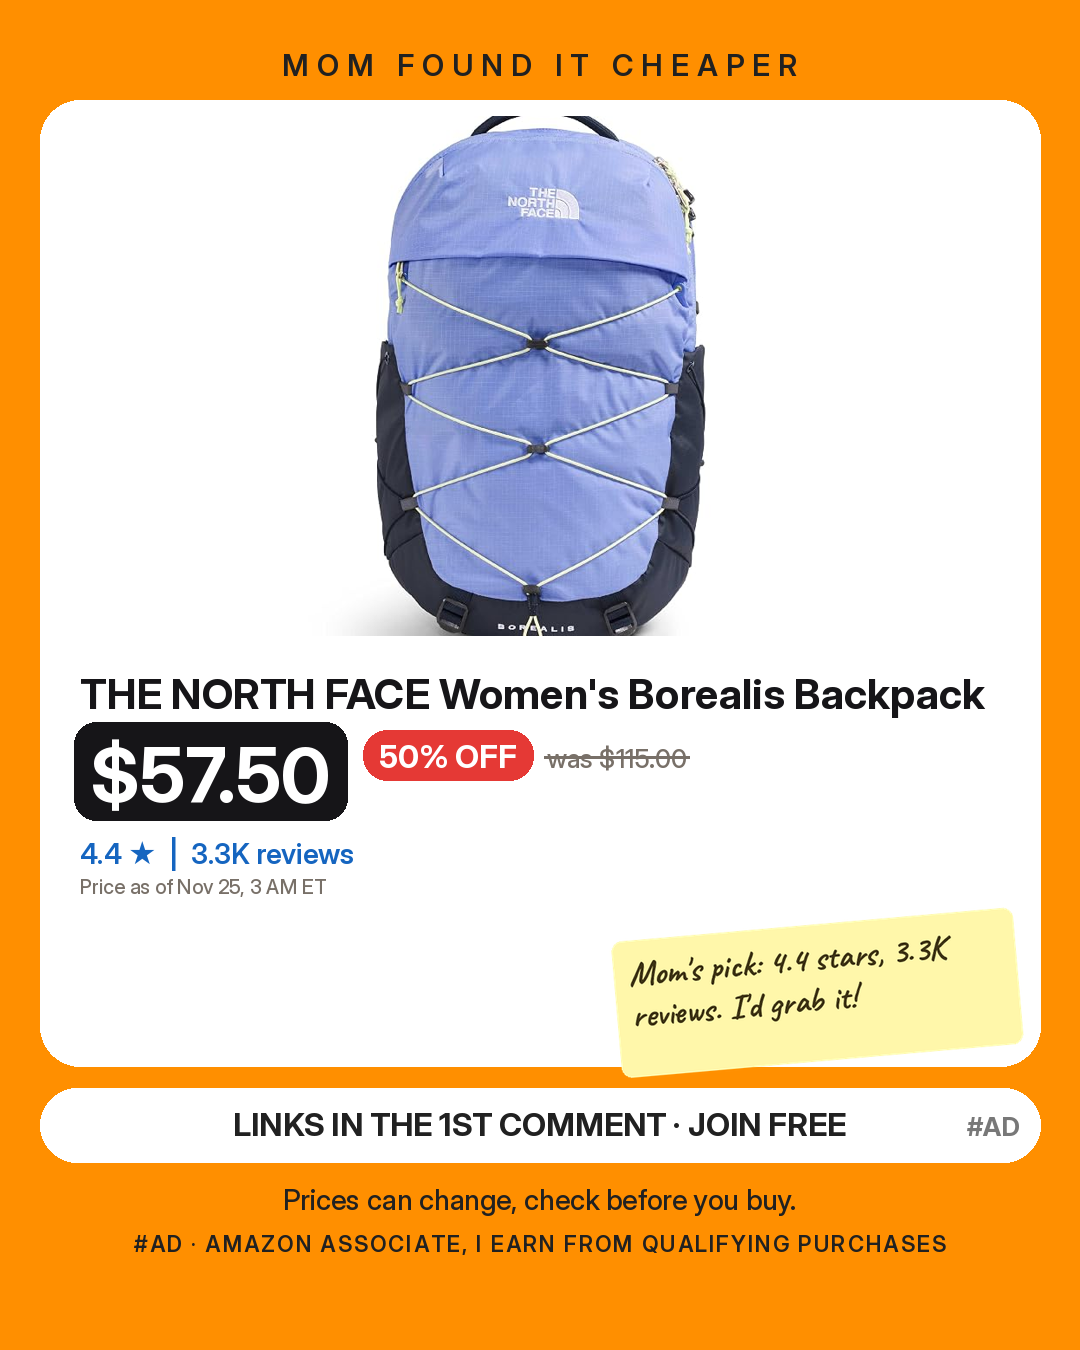 MOM FOUND IT CHEAPER
THE
NORTH
FACE
BOREALIS
THE NORTH FACE Women's Borealis Backpack
$57.50
50% OFF
was $115.00
4.4 ★ | 3.3K reviews
Price as of Nov 25, 3 AM ET
Mom's pick: 4.4 stars, 3.3K
reviews. I'd grab it!
LINKS IN THE 1ST COMMENT · JOIN FREE
#AD
Prices can change, check before you buy.
#AD · AMAZON ASSOCIATE, I EARN FROM QUALIFYING PURCHASES